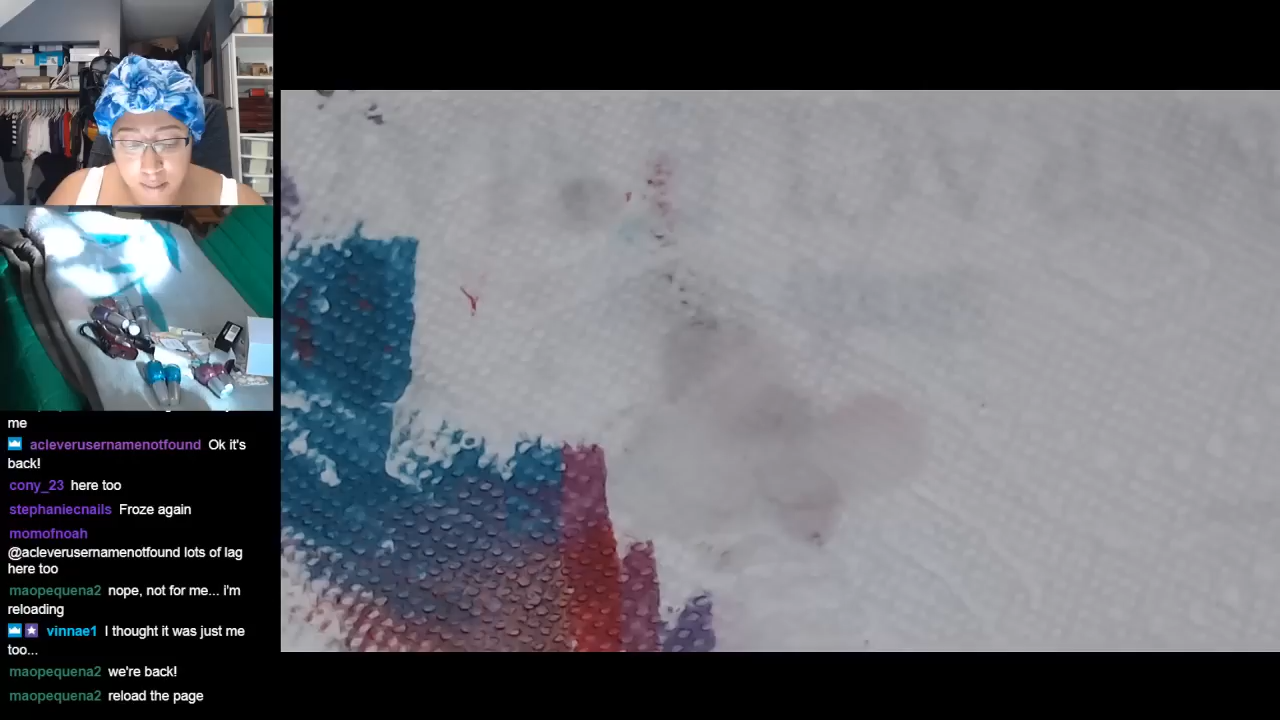 me
acleverusernamenotfound Ok it's
back!
cony_23 here too
stephaniecnails Froze again
momofnoah
@acleverusernamenotfound lots of lag
here too
maopequena2 nope, not for me... i'm
reloading
vinnae1 I thought it was just me
too...
maopequena2 we're back!
maopequena2 reload the page